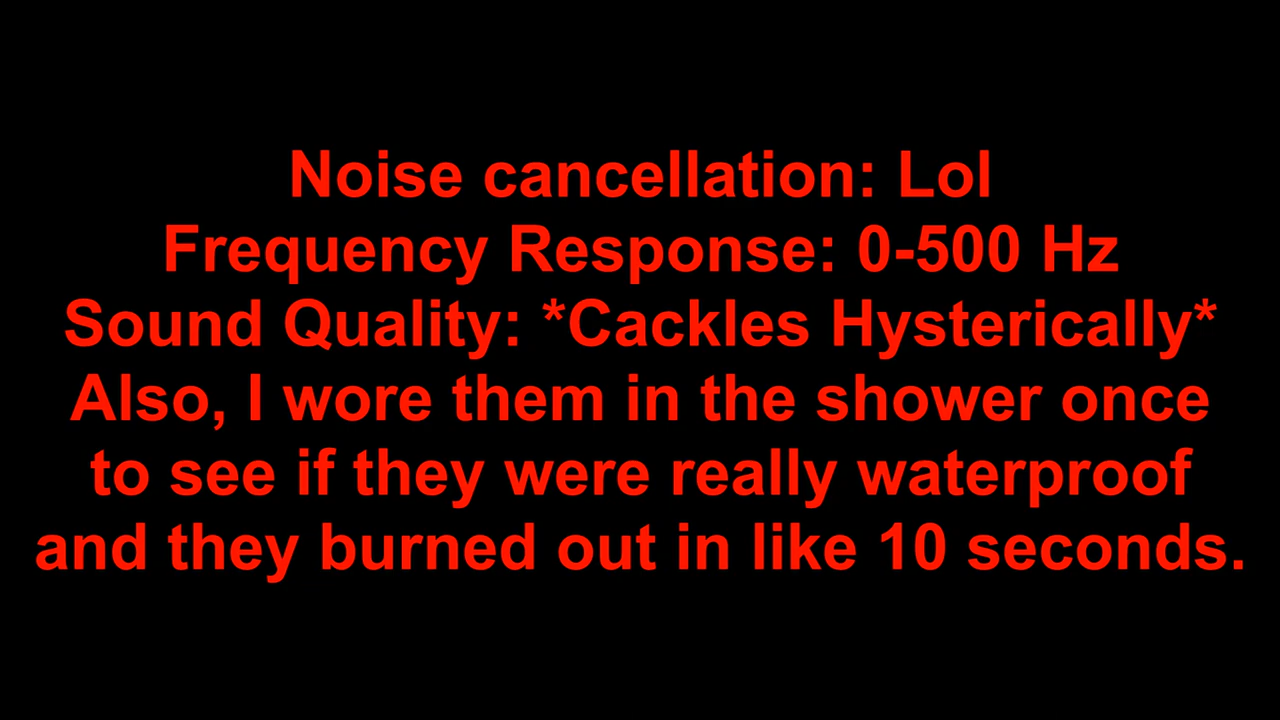 Noise cancellation: Lol
Frequency Response: 0-500 Hz
Sound Quality: *Cackles Hysterically*
Also, I wore them in the shower once
to see if they were really waterproof
and they burned out in like 10 seconds.